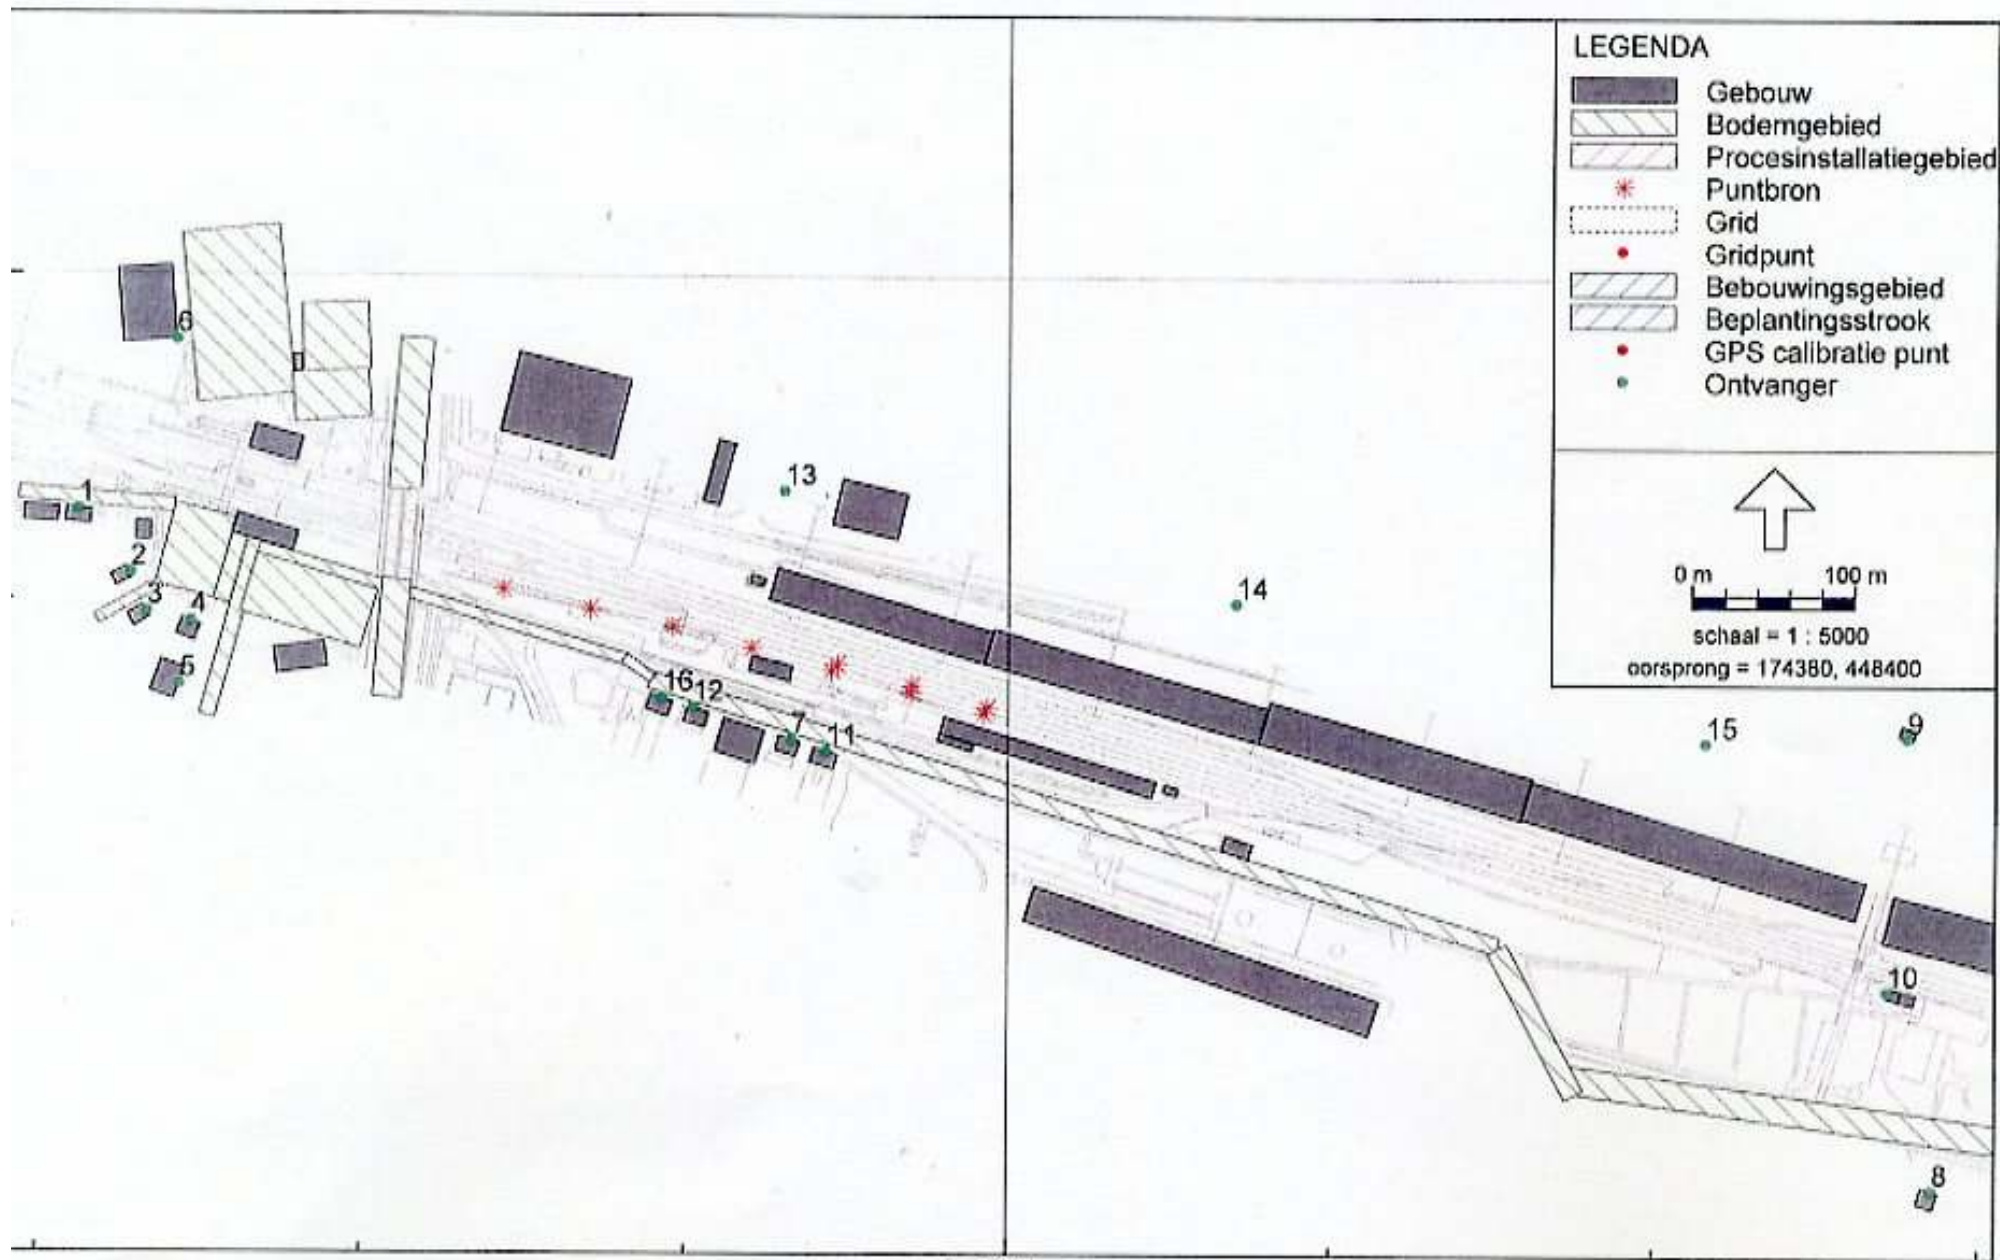 LEGENDA
Gebouw
Bodemgebied
Procesinstallatiegebied
Puntbron
Grid
Gridpunt
Bebouwingsgebied
Beplantingsstrook
GPS calibratie punt
Ontvanger
0 m 100 m
schaal = 1 : 5000
oorsprong = 174380, 448400
6
1
2
3
4
5
13
14
16
12
7
11
15
9
10
8